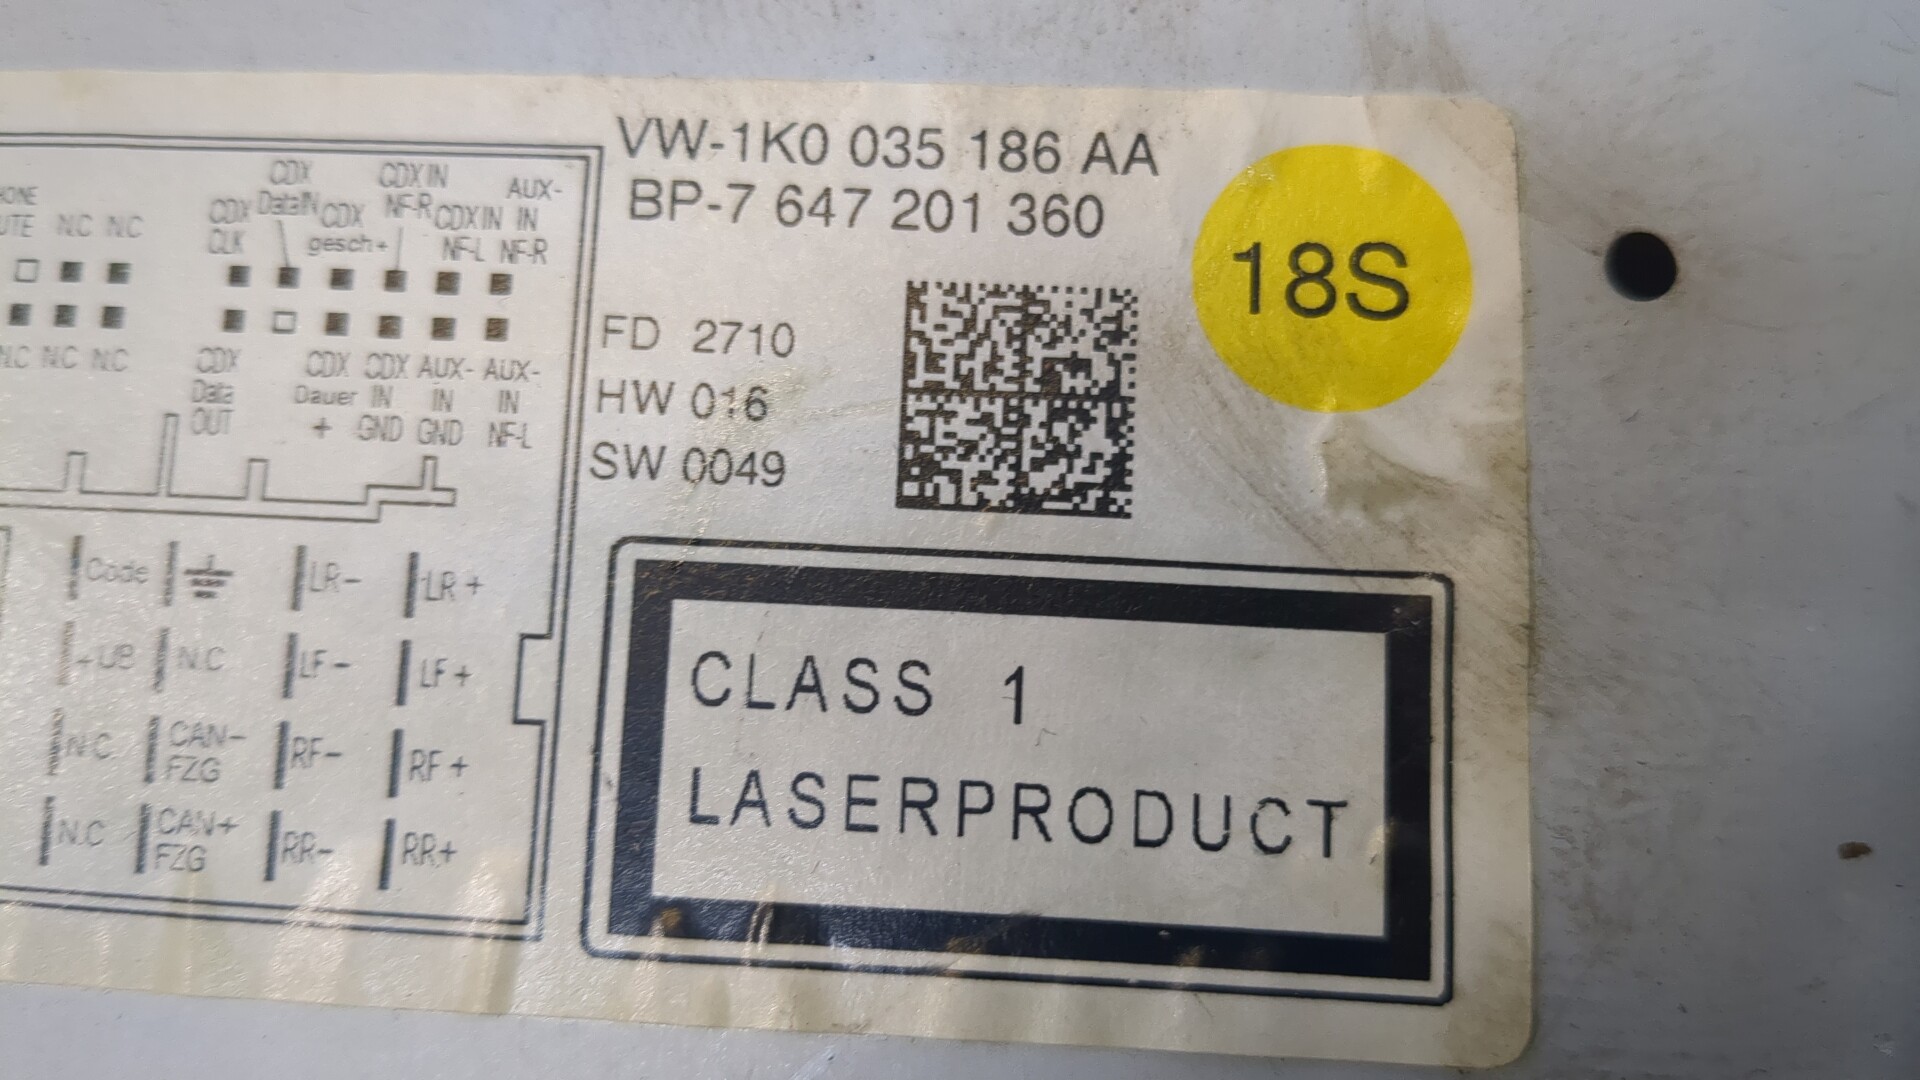 VW-1K0 035 186 AA
BP-7 647 201 360
18S
FD 2710
HW 016
SW 0049
CLASS 1
LASERPRODUCT
CDX CDX IN AUX-
CDX Data IN CDX NF-R CDX IN IN
N.C N.C CLK gesch+ NF-L NF-R
N.C N.C N.C CDX CDX CDX AUX- AUX-
Data Dauer IN IN IN
OUT + GND GND NF-L
Code LR- LR+
+UB N.C LF- LF+
N.C CAN- RF- RF+
FZG
N.C CAN+ RR- RR+
FZG